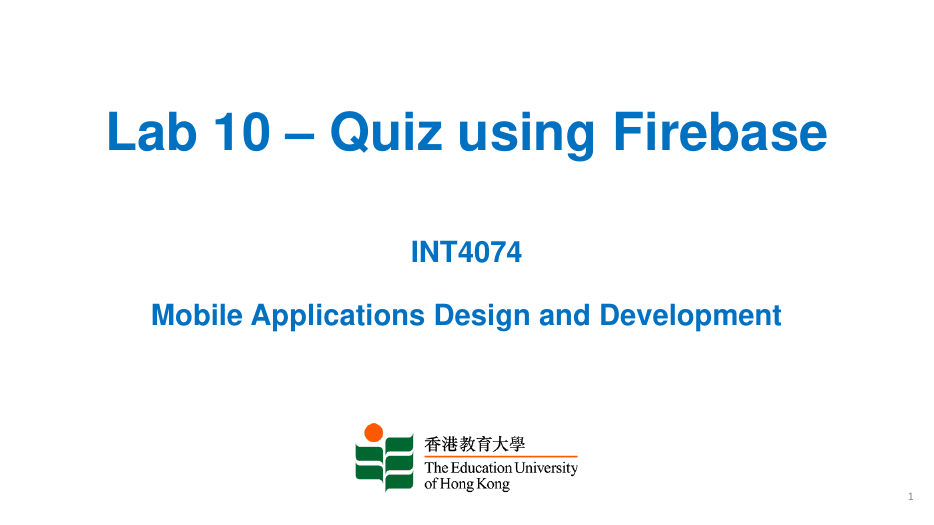 Lab 10 – Quiz using Firebase
INT4074
Mobile Applications Design and Development
香港教育大學
The Education University
of Hong Kong
1